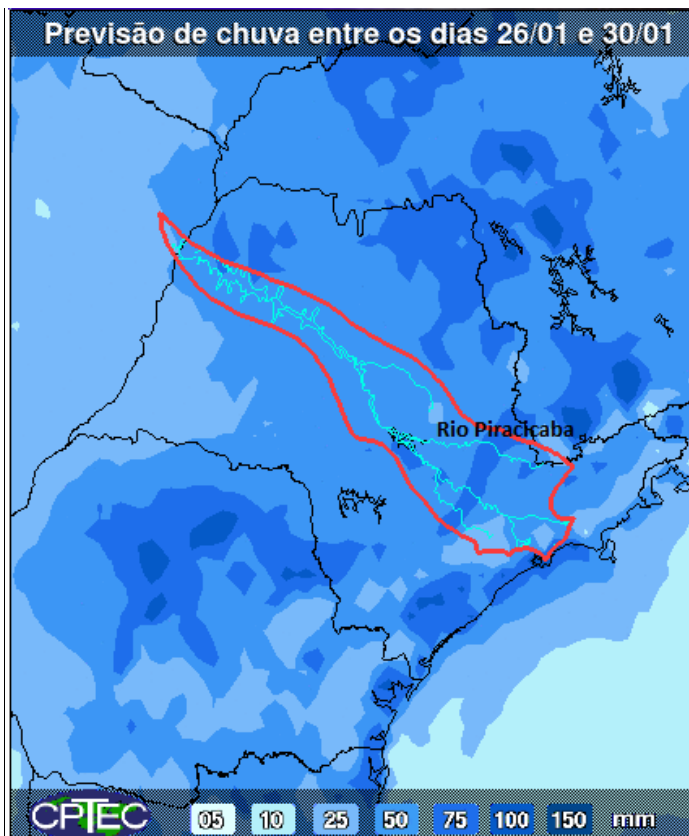 Previsão de chuva entre os dias 26/01 e 30/01
Rio Piracicaba
CPTEC 05 10 25 50 75 100 150 mm